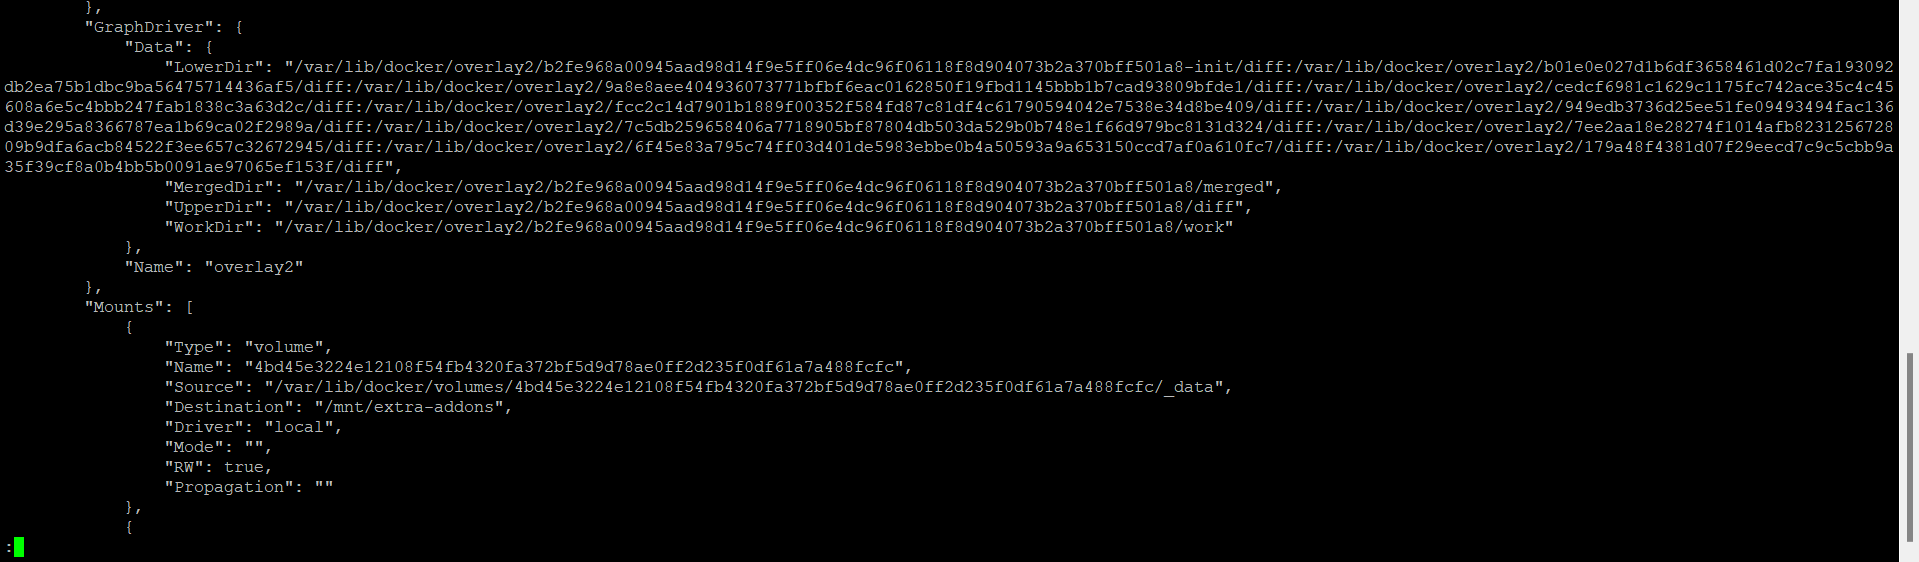 },
"GraphDriver": {
"Data": {
"LowerDir": "/var/lib/docker/overlay2/b2fe968a00945aad98d14f9e5ff06e4dc96f06118f8d904073b2a370bff501a8-init/diff:/var/lib/docker/overlay2/b01e0e027d1b6df3658461d02c7fa193092
db2ea75b1dbc9ba56475714436af5/diff:/var/lib/docker/overlay2/9a8e8aee404936073771bfbf6eac0162850f19fbd1145bbb1b7cad93809bfde1/diff:/var/lib/docker/overlay2/cedcf6981c1629c1175fc742ace35c4c45
608a6e5c4bbb247fab1838c3a63d2c/diff:/var/lib/docker/overlay2/fcc2c14d7901b1889f00352f584fd87c81df4c61790594042e7538e34d8be409/diff:/var/lib/docker/overlay2/949edb3736d25ee51fe09493494fac136
d39e295a8366787ea1b69ca02f2989a/diff:/var/lib/docker/overlay2/7c5db259658406a7718905bf87804db503da529b0b748e1f66d979bc8131d324/diff:/var/lib/docker/overlay2/7ee2aa18e28274f1014afb8231256728
09b9dfa6acb84522f3ee657c32672945/diff:/var/lib/docker/overlay2/6f45e83a795c74ff03d401de5983ebbe0b4a50593a9a653150ccd7af0a610fc7/diff:/var/lib/docker/overlay2/179a48f4381d07f29eecd7c9c5cbb9a
35f39cf8a0b4bb5b0091ae97065ef153f/diff",
"MergedDir": "/var/lib/docker/overlay2/b2fe968a00945aad98d14f9e5ff06e4dc96f06118f8d904073b2a370bff501a8/merged",
"UpperDir": "/var/lib/docker/overlay2/b2fe968a00945aad98d14f9e5ff06e4dc96f06118f8d904073b2a370bff501a8/diff",
"WorkDir": "/var/lib/docker/overlay2/b2fe968a00945aad98d14f9e5ff06e4dc96f06118f8d904073b2a370bff501a8/work"
},
"Name": "overlay2"
},
"Mounts": [
{
"Type": "volume",
"Name": "4bd45e3224e12108f54fb4320fa372bf5d9d78ae0ff2d235f0df61a7a488fcfc",
"Source": "/var/lib/docker/volumes/4bd45e3224e12108f54fb4320fa372bf5d9d78ae0ff2d235f0df61a7a488fcfc/_data",
"Destination": "/mnt/extra-addons",
"Driver": "local",
"Mode": "",
"RW": true,
"Propagation": ""
},
{
: